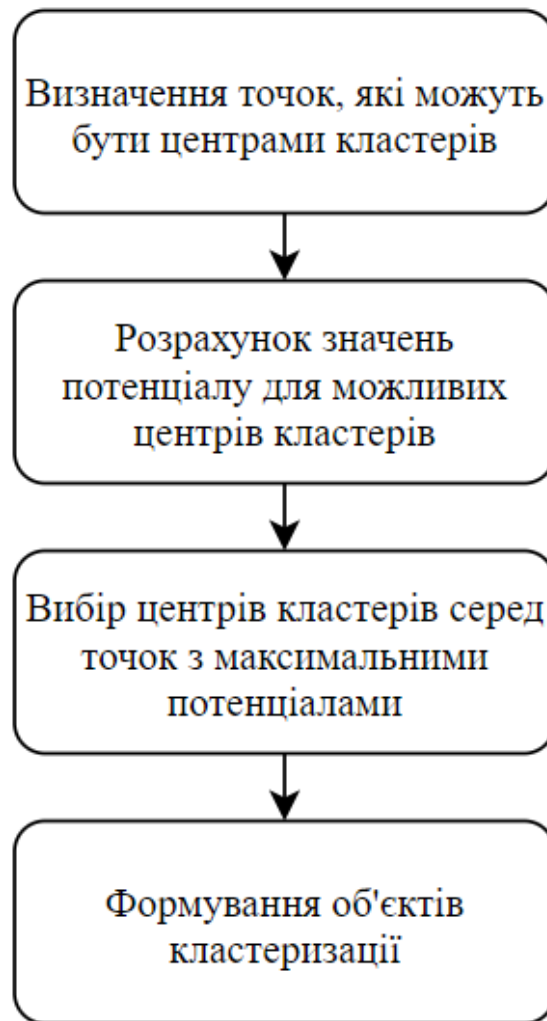 Визначення точок, які можуть
бути центрами кластерів
Розрахунок значень
потенціалу для можливих
центрів кластерів
Вибір центрів кластерів серед
точок з максимальними
потенціалами
Формування об'єктів
кластеризації